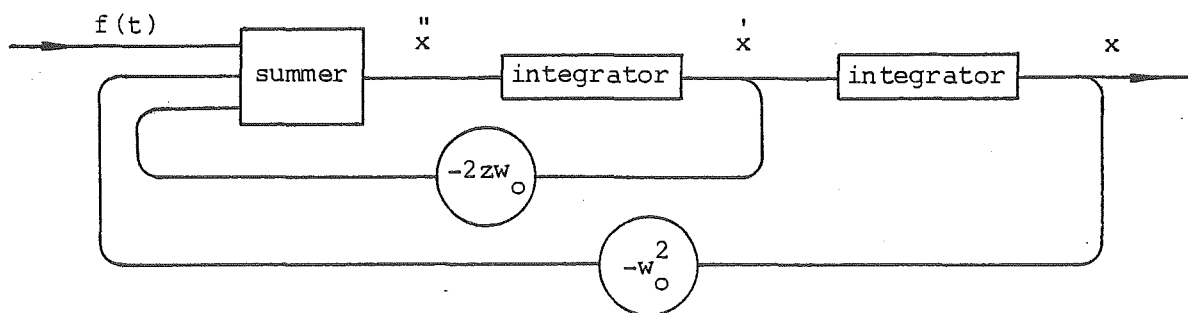 f(t)
x"
x'
x
summer
integrator
integrator
-2zw₀
-w₀²